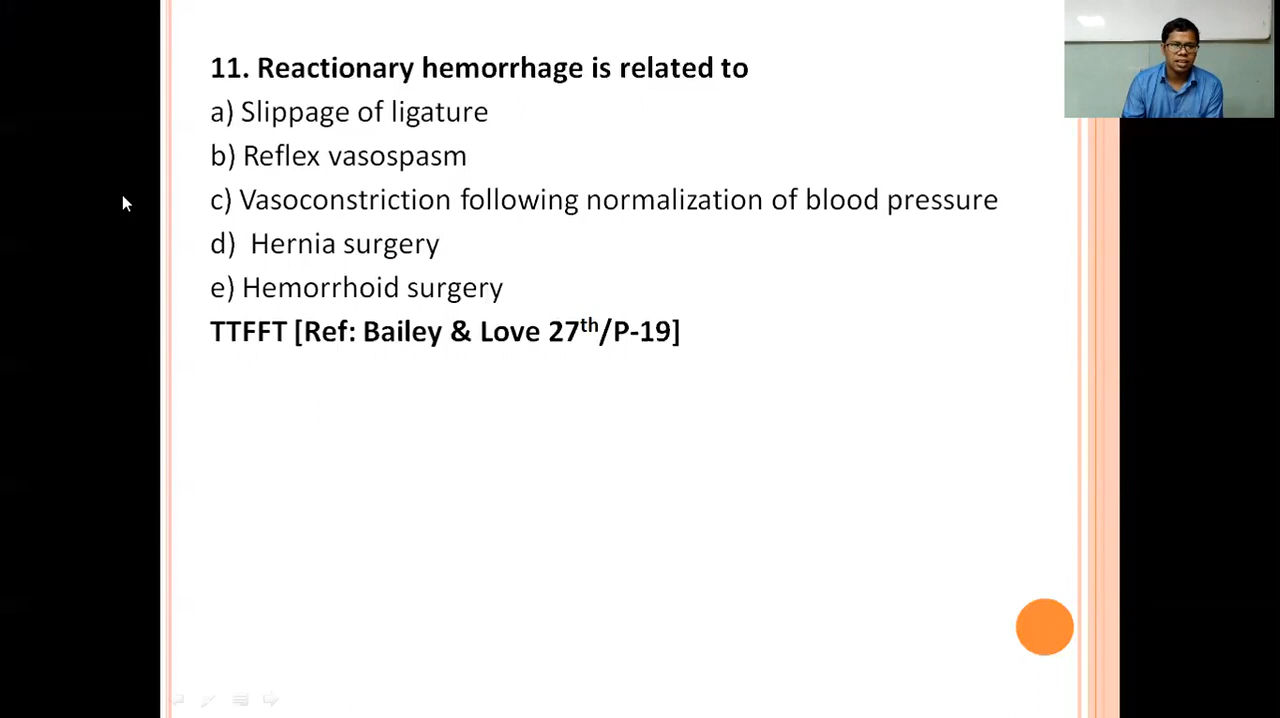 11. Reactionary hemorrhage is related to
a) Slippage of ligature
b) Reflex vasospasm
c) Vasoconstriction following normalization of blood pressure
d) Hernia surgery
e) Hemorrhoid surgery
TTFFT [Ref: Bailey & Love 27th/P-19]